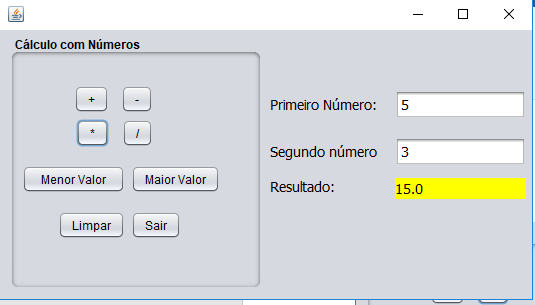 Cálculo com Números
+ -
* /
Menor Valor Maior Valor
Limpar Sair
Primeiro Número: 5
Segundo número 3
Resultado: 15.0